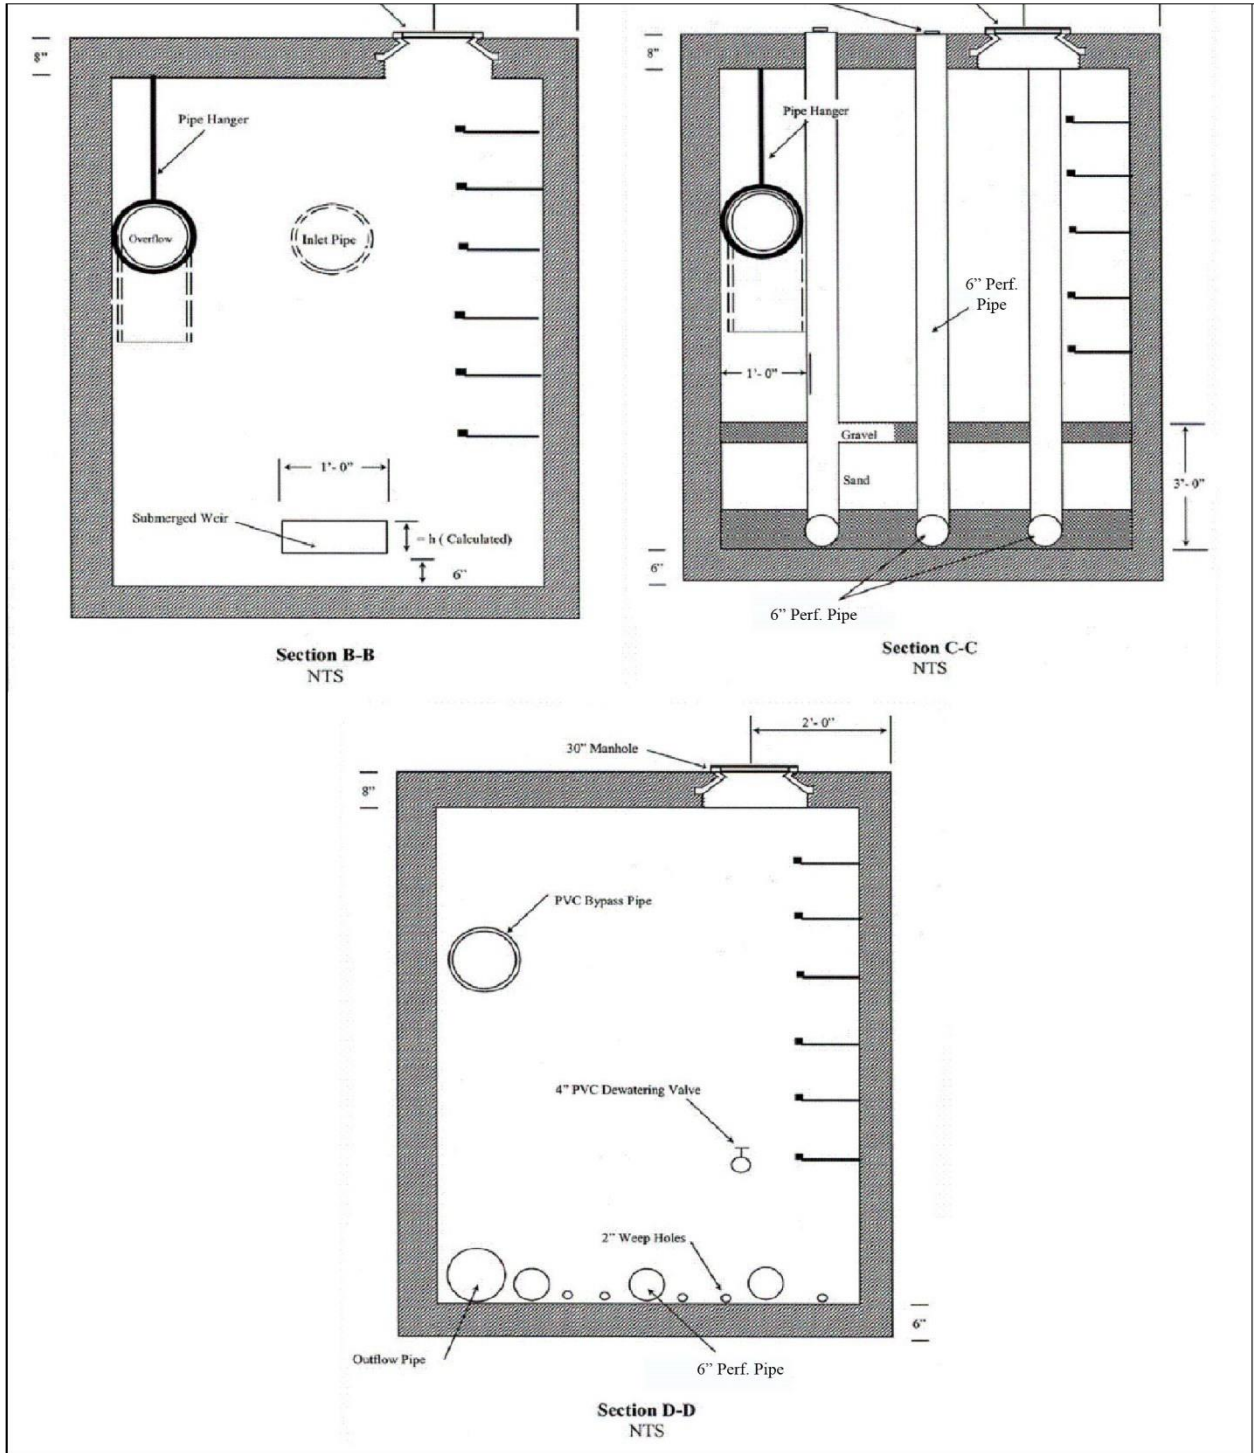 8"
Pipe Hanger
Overflow
Inlet Pipe
1'- 0"
Submerged Weir
= h ( Calculated)
6"
Section B-B
NTS
8"
Pipe Hanger
6" Perf.
Pipe
1'- 0"
Gravel
Sand
3'- 0"
6"
6" Perf. Pipe
Section C-C
NTS
2'- 0"
30" Manhole
8"
PVC Bypass Pipe
4" PVC Dewatering Valve
2" Weep Holes
6"
Outflow Pipe
6" Perf. Pipe
Section D-D
NTS